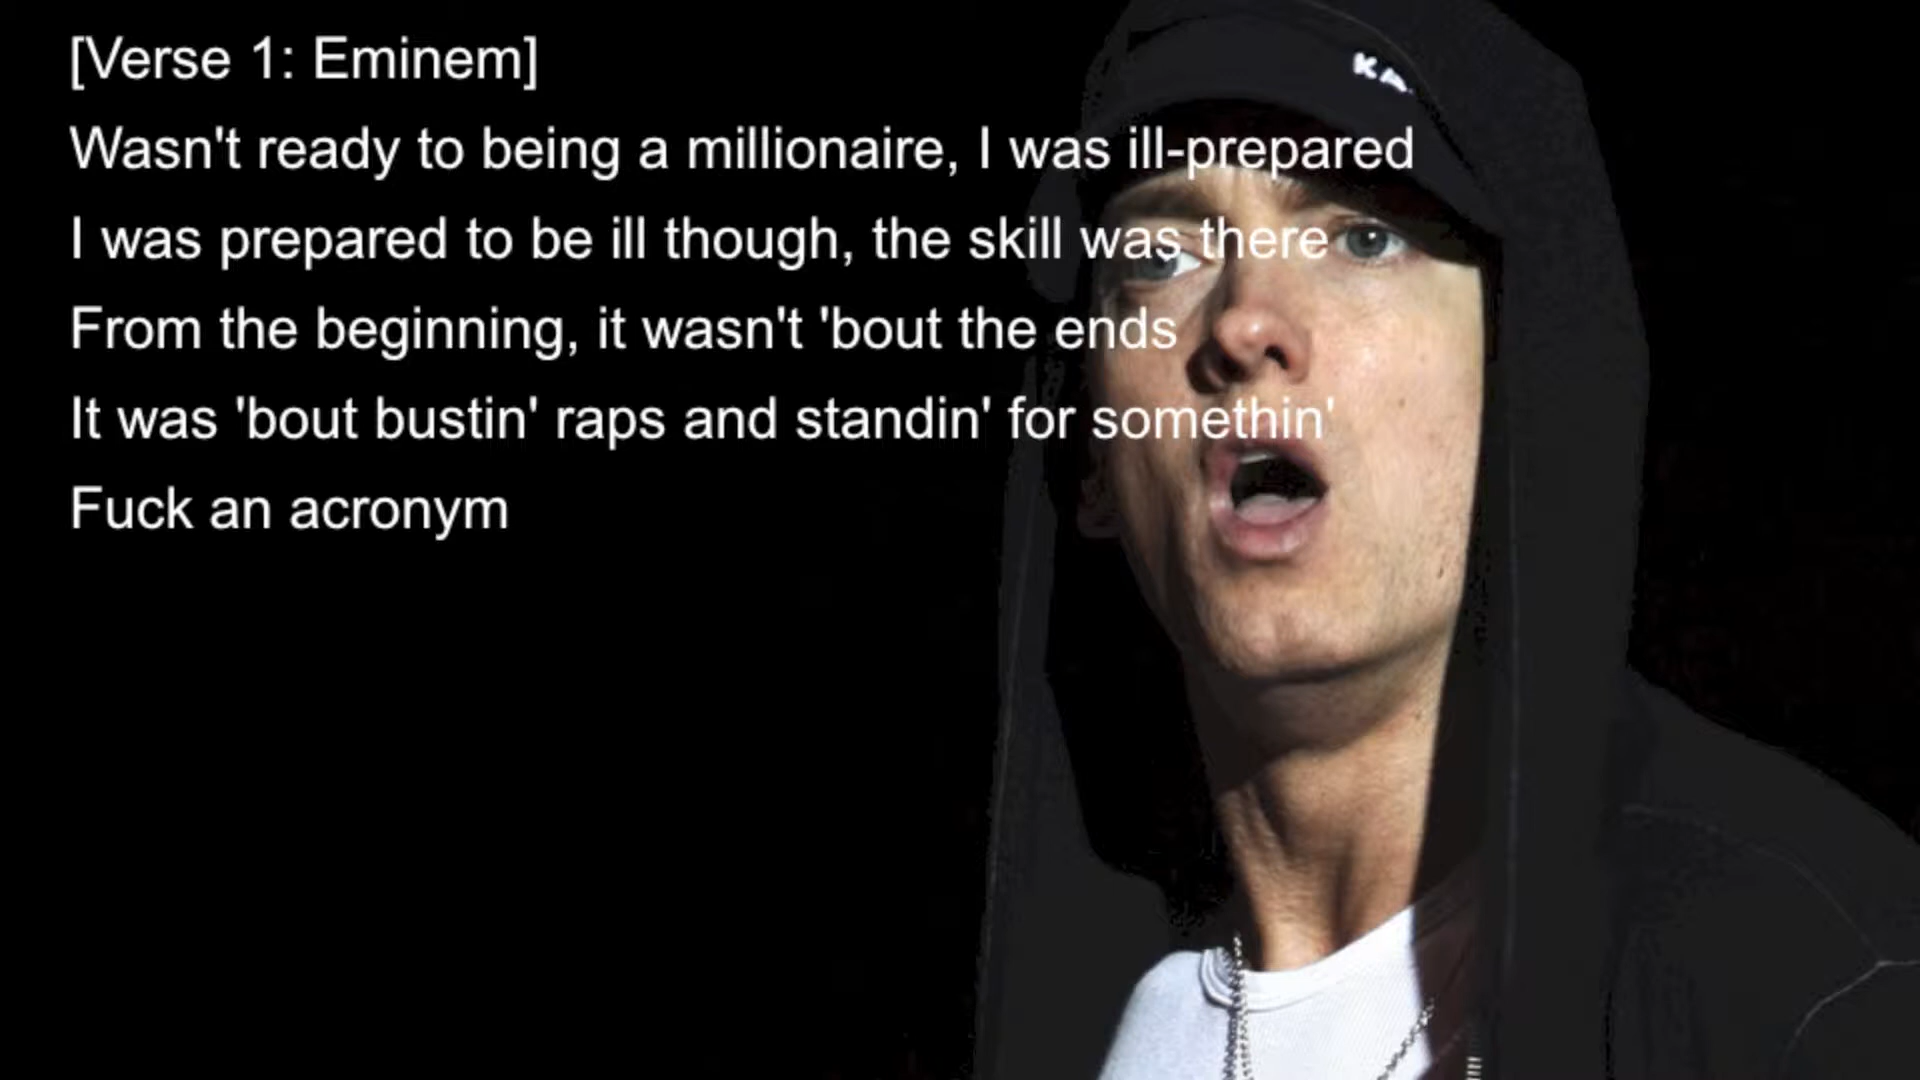 [Verse 1: Eminem]
Wasn't ready to being a millionaire, I was ill-prepared
I was prepared to be ill though, the skill was there
From the beginning, it wasn't 'bout the ends
It was 'bout bustin' raps and standin' for somethin'
Fuck an acronym
KA